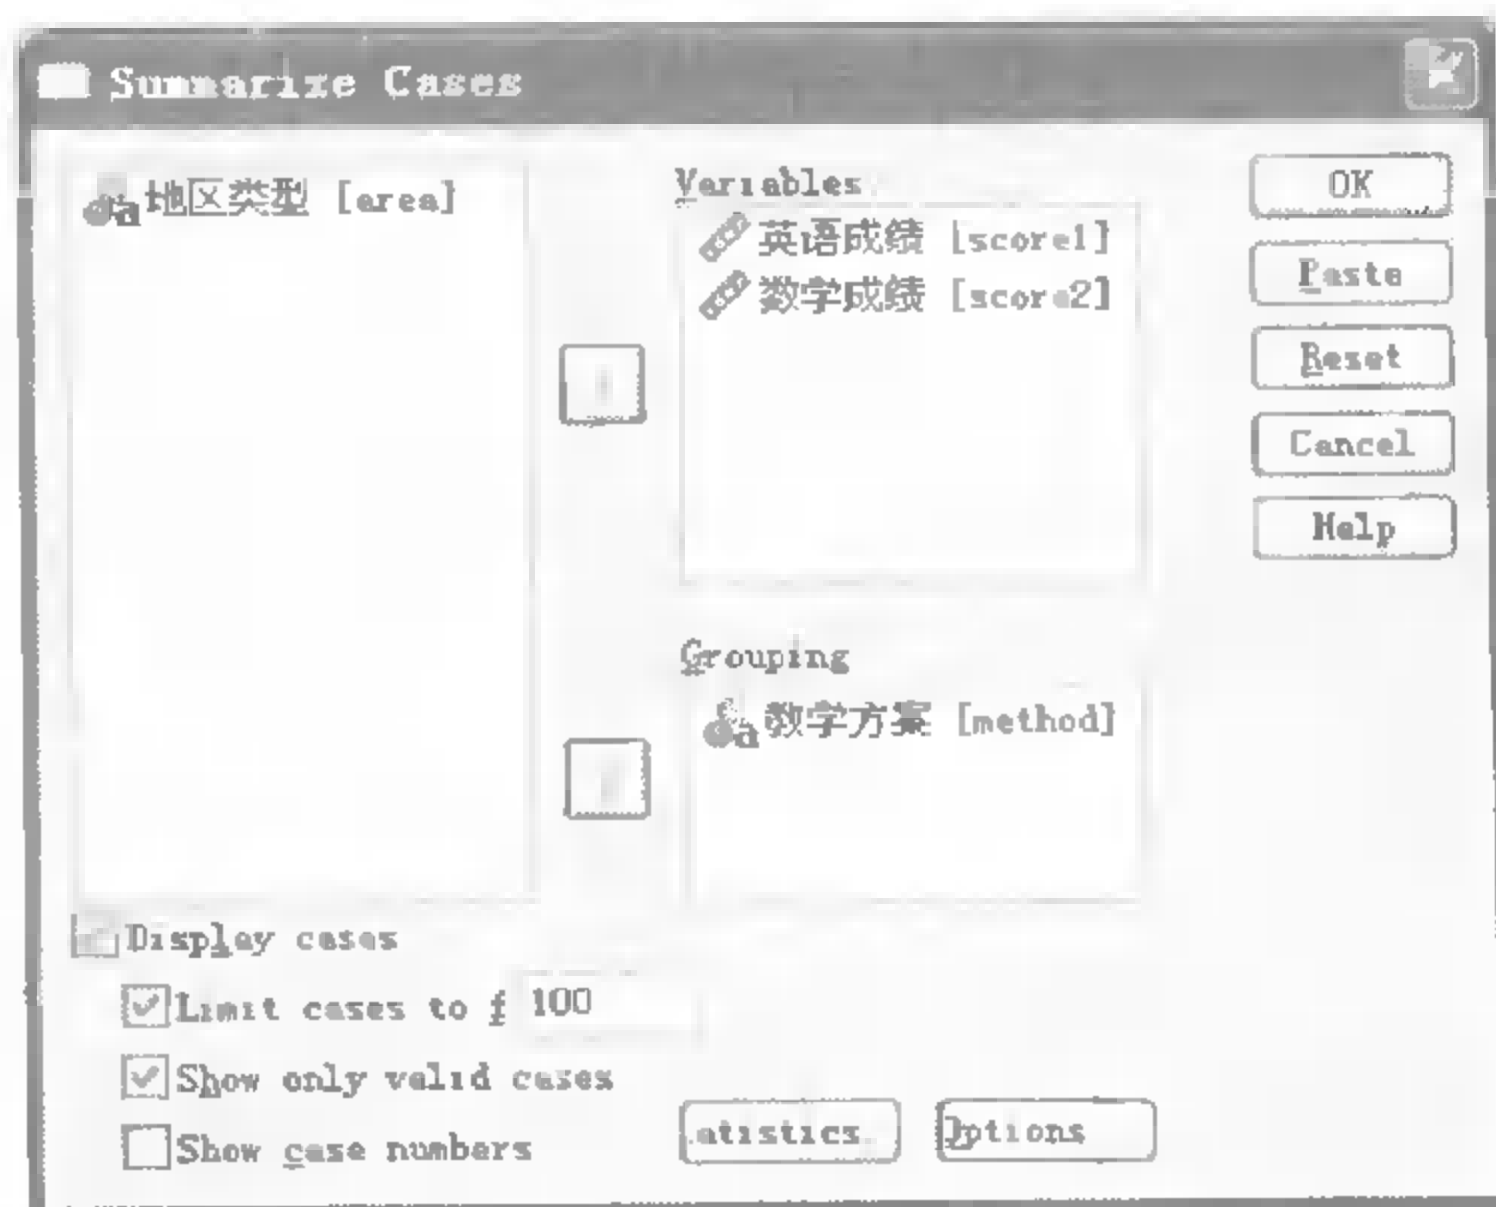 Summarize Cases
地区类型 [area]
Variables
英语成绩 [score1]
数学成绩 [score2]
Grouping
教学方案 [method]
OK
Paste
Reset
Cancel
Help
Display cases
Limit cases to f 100
Show only valid cases
Show case numbers
atistics
Options